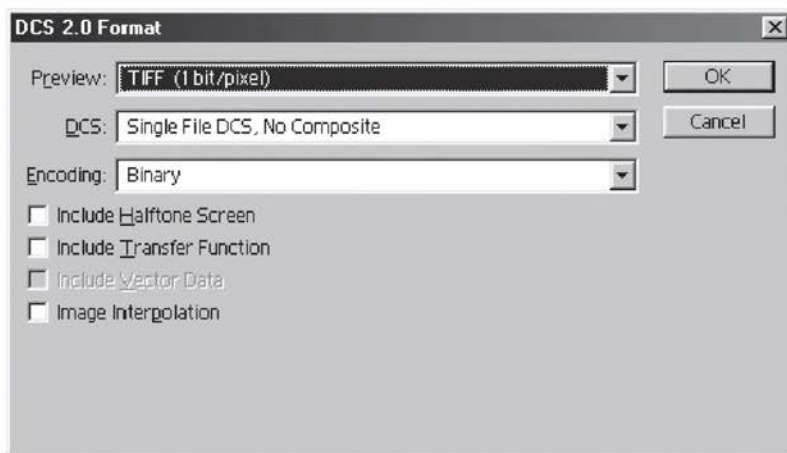 DCS 2.0 Format
Preview: TIFF (1 bit/pixel)
OK
DCS: Single File DCS, No Composite
Cancel
Encoding: Binary
Include Halftone Screen
Include Transfer Function
Include Vector Data
Image Interpolation